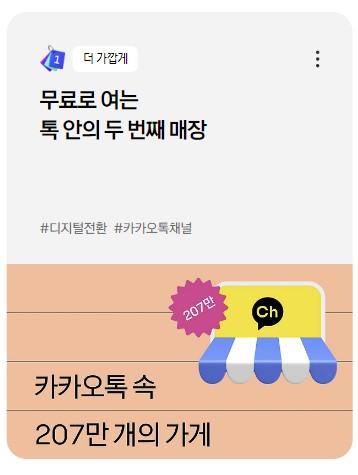 1
더 가깝게
무료로 여는
톡 안의 두 번째 매장
#디지털전환 #카카오톡채널
207만
Ch
카카오톡 속
207만 개의 가게